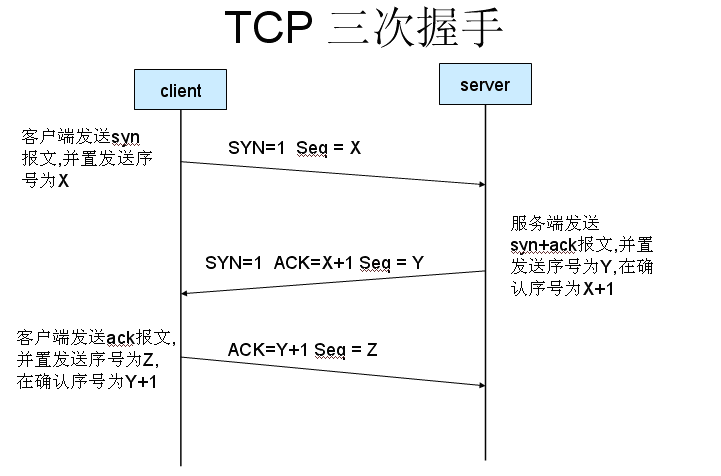 TCP 三次握手
client
server
客户端发送syn
报文,并置发送序
号为X
SYN=1 Seq = X
服务端发送
syn+ack报文,并置
发送序号为Y,在确
认序号为X+1
SYN=1 ACK=X+1 Seq = Y
客户端发送ack报文,
并置发送序号为Z,
在确认序号为Y+1
ACK=Y+1 Seq = Z